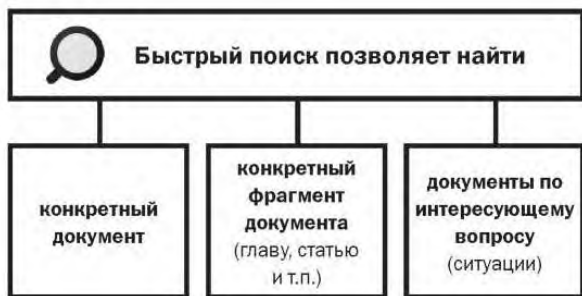 Быстрый поиск позволяет найти
конкретный
документ
конкретный
фрагмент
документа
(главу, статью
и т.п.)
документы по
интересующему
вопросу
(ситуации)